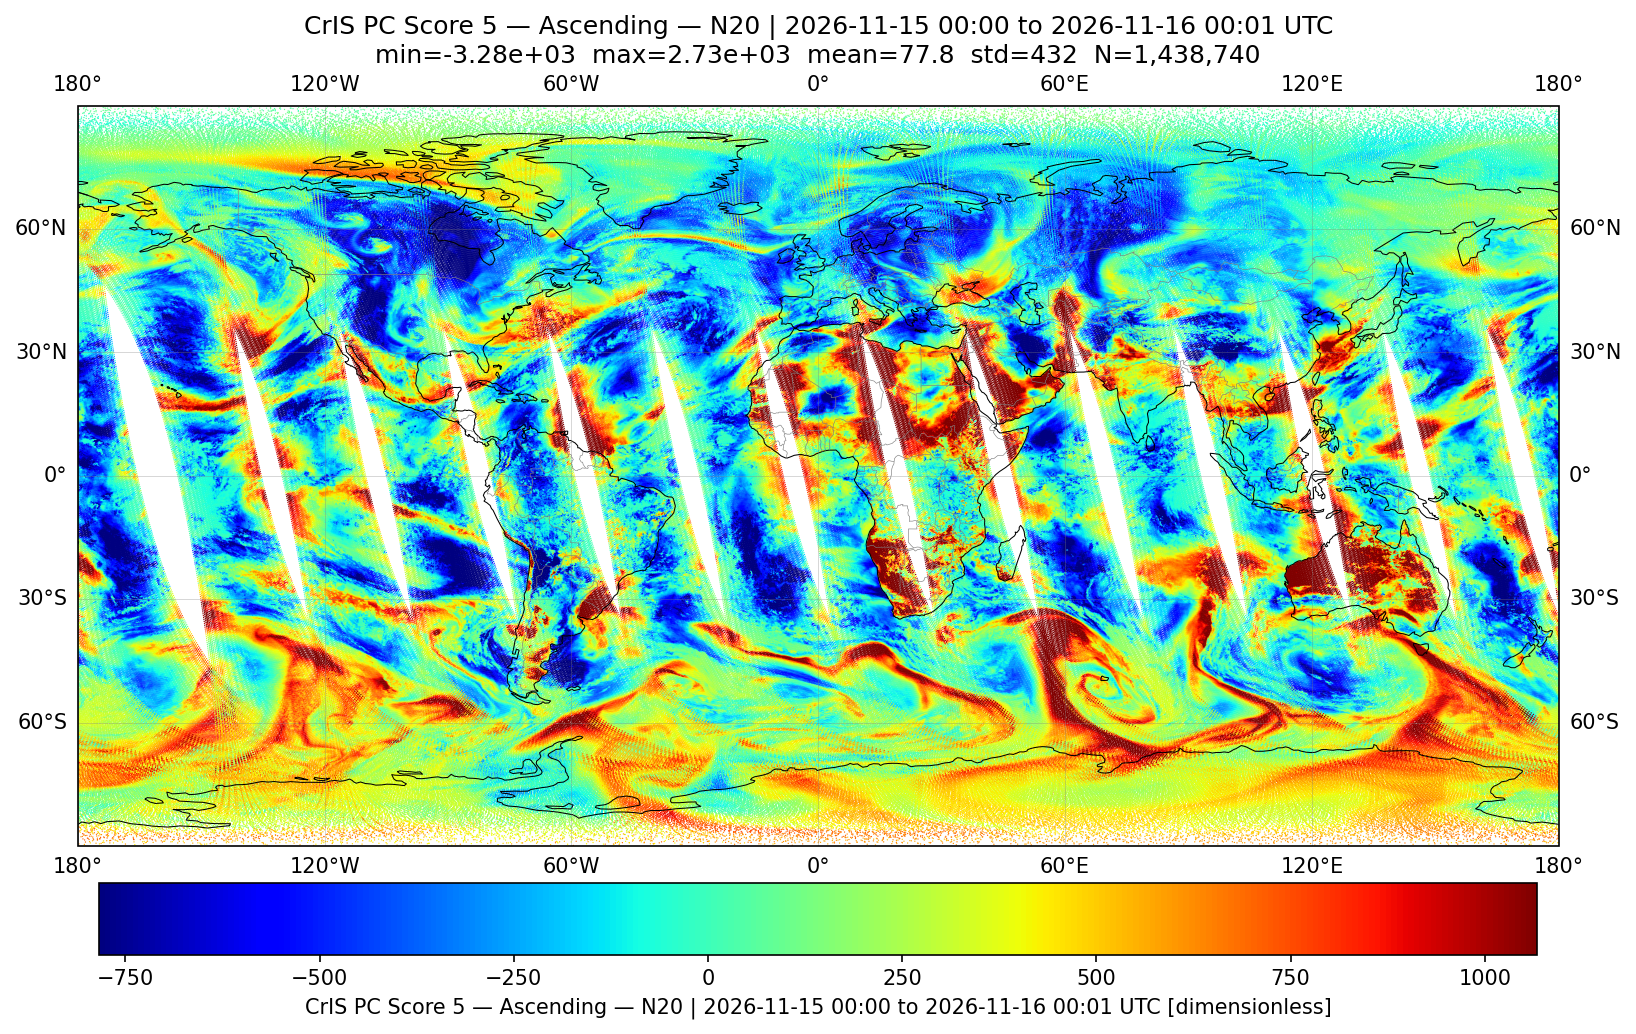 CrIS PC Score 5 — Ascending — N20 | 2026-11-15 00:00 to 2026-11-16 00:01 UTC
min=-3.28e+03 max=2.73e+03 mean=77.8 std=432 N=1,438,740
180° 120°W 60°W 0° 60°E 120°E 180°
60°N 60°N
30°N 30°N
0° 0°
30°S 30°S
60°S 60°S
180° 120°W 60°W 0° 60°E 120°E 180°
−750 −500 −250 0 250 500 750 1000
CrIS PC Score 5 — Ascending — N20 | 2026-11-15 00:00 to 2026-11-16 00:01 UTC [dimensionless]